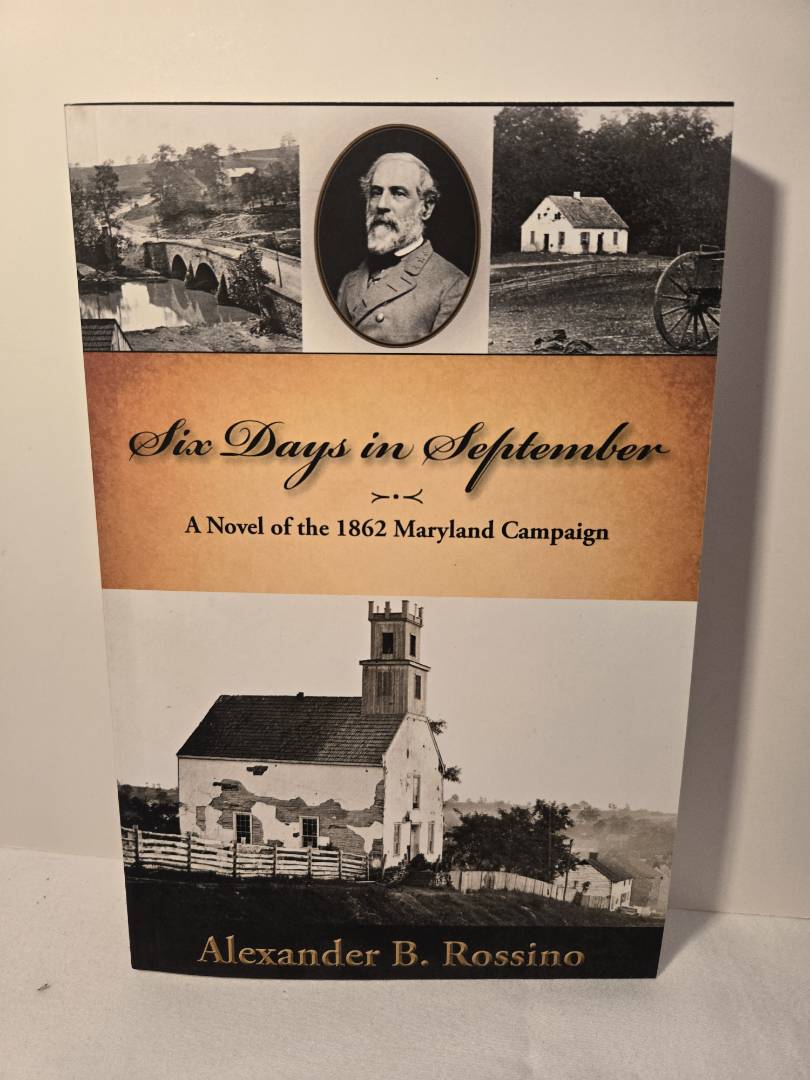 Six Days in September
A Novel of the 1862 Maryland Campaign
Alexander B. Rossino